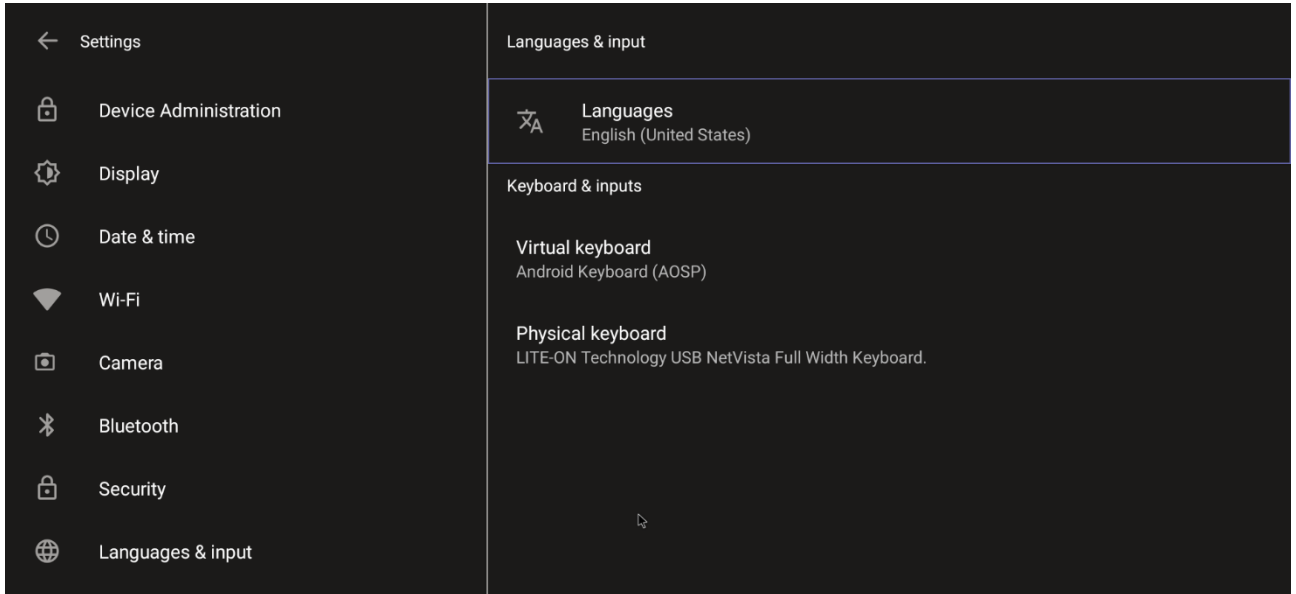 Settings
Device Administration
Display
Date & time
Wi-Fi
Camera
Bluetooth
Security
Languages & input
Languages & input
Languages
English (United States)
Keyboard & inputs
Virtual keyboard
Android Keyboard (AOSP)
Physical keyboard
LITE-ON Technology USB NetVista Full Width Keyboard.